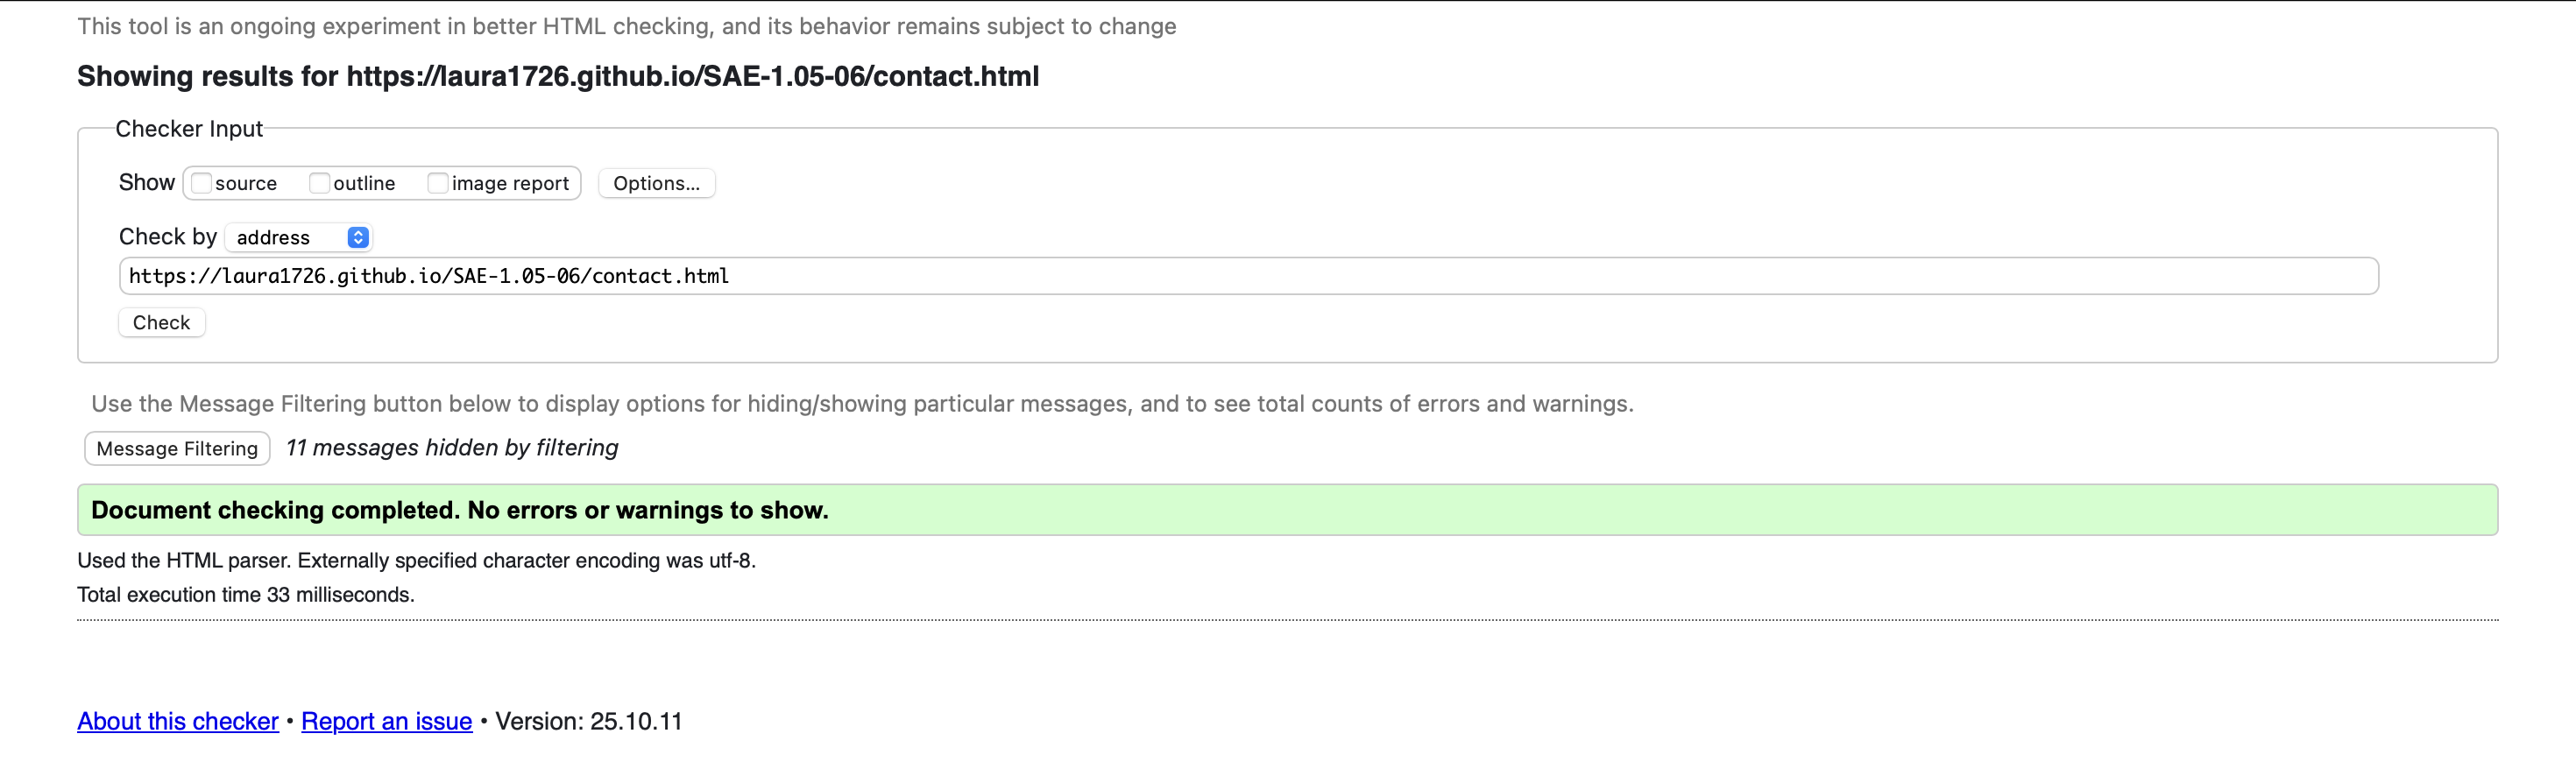 This tool is an ongoing experiment in better HTML checking, and its behavior remains subject to change
Showing results for https://laura1726.github.io/SAE-1.05-06/contact.html
Checker Input
Show source outline image report Options...
Check by address
https://laura1726.github.io/SAE-1.05-06/contact.html
Check
Use the Message Filtering button below to display options for hiding/showing particular messages, and to see total counts of errors and warnings.
Message Filtering 11 messages hidden by filtering
Document checking completed. No errors or warnings to show.
Used the HTML parser. Externally specified character encoding was utf-8.
Total execution time 33 milliseconds.
About this checker • Report an issue • Version: 25.10.11